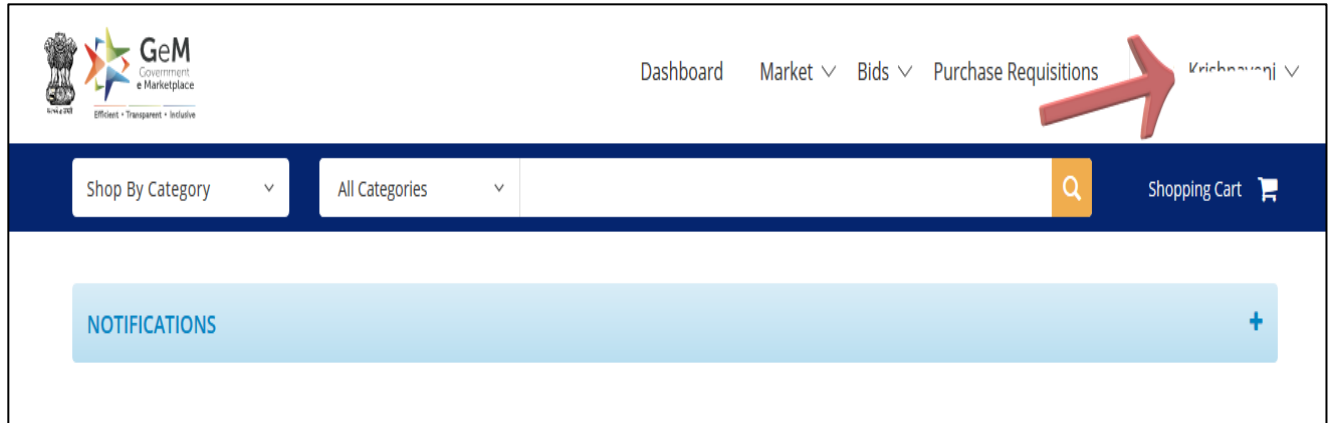 GeM
Government
e Marketplace
Efficient • Transparent • Inclusive
Dashboard Market Bids Purchase Requisitions
Shop By Category All Categories Shopping Cart
NOTIFICATIONS